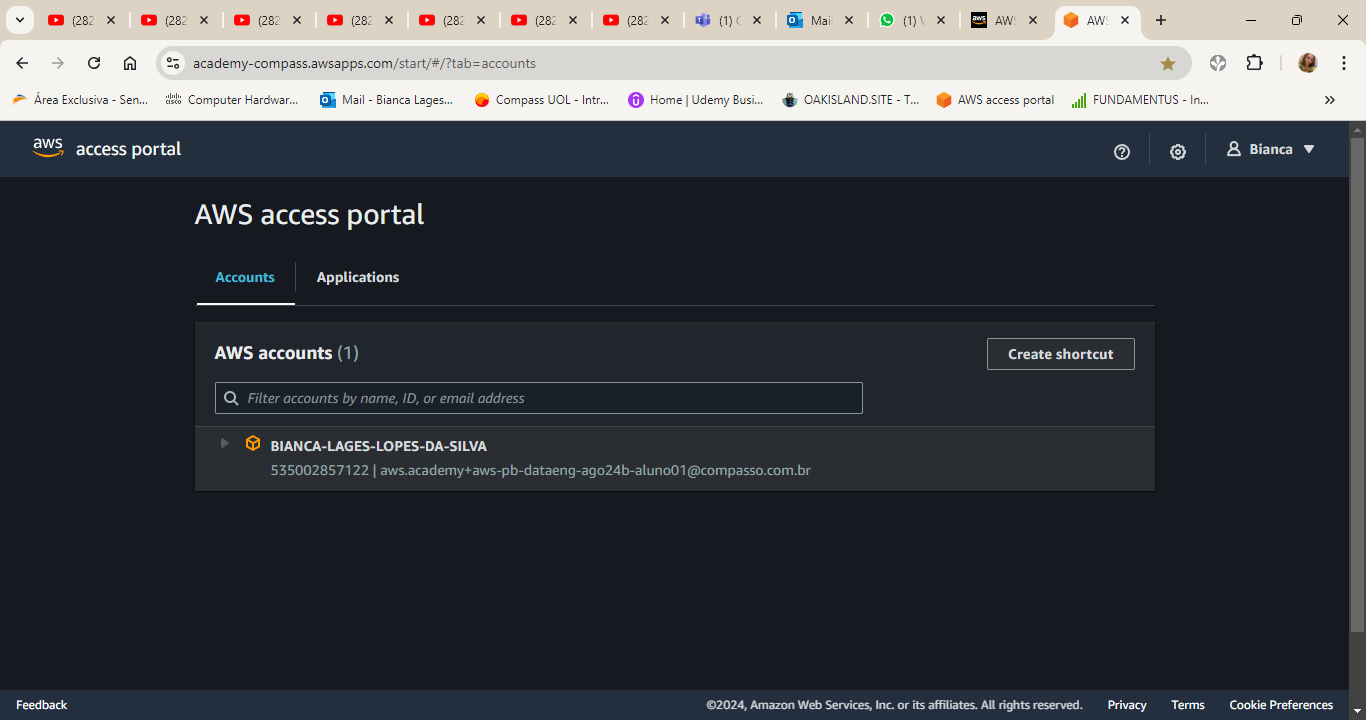 (282
(282
(282
(282
(282
(282
(282
(1)
Mai
(1)
AWS
AWS
academy-compass.awsapps.com/start/#/?tab=accounts
Área Exclusiva - Sen...
Computer Hardwar...
Mail - Bianca Lages...
Compass UOL - Intr...
Home | Udemy Busi...
OAKISLAND.SITE - T...
AWS access portal
FUNDAMENTUS - In...
aws access portal
Bianca
AWS access portal
Accounts
Applications
AWS accounts (1)
Create shortcut
Filter accounts by name, ID, or email address
BIANCA-LAGES-LOPES-DA-SILVA
535002857122 | aws.academy+aws-pb-dataeng-ago24b-aluno01@compasso.com.br
Feedback
©2024, Amazon Web Services, Inc. or its affiliates. All rights reserved.
Privacy
Terms
Cookie Preferences